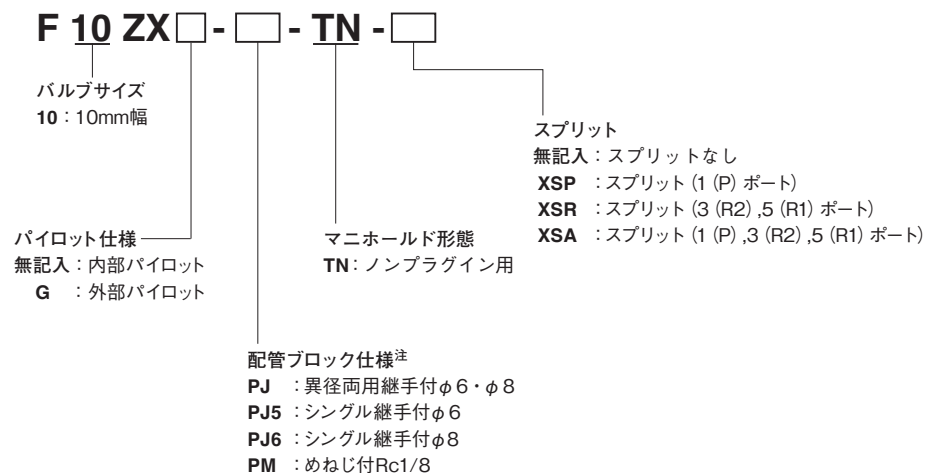 F 10 ZX□-□-TN-□
バルブサイズ
10：10mm幅
スプリット
無記入：スプリットなし
XSP：スプリット（1（P）ポート）
XSR：スプリット（3（R2）,5（R1）ポート）
XSA：スプリット（1（P）,3（R2）,5（R1）ポート）
パイロット仕様
無記入：内部パイロット
G：外部パイロット
マニホールド形態
TN：ノンプラグイン用
配管ブロック仕様注
PJ：異径両用継手付φ6・φ8
PJ5：シングル継手付φ6
PJ6：シングル継手付φ8
PM：めねじ付Rc1/8